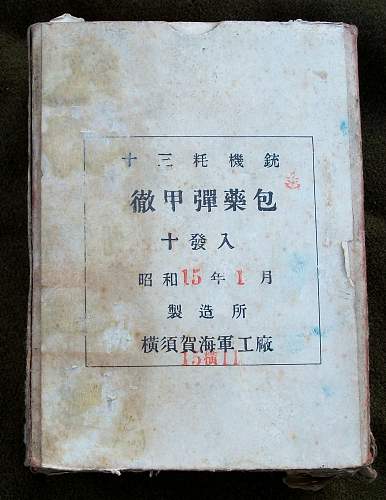 十三粍機銃
徹甲彈藥包
十發入
昭和15年1月
製造所
横須賀海軍工廠
15横11